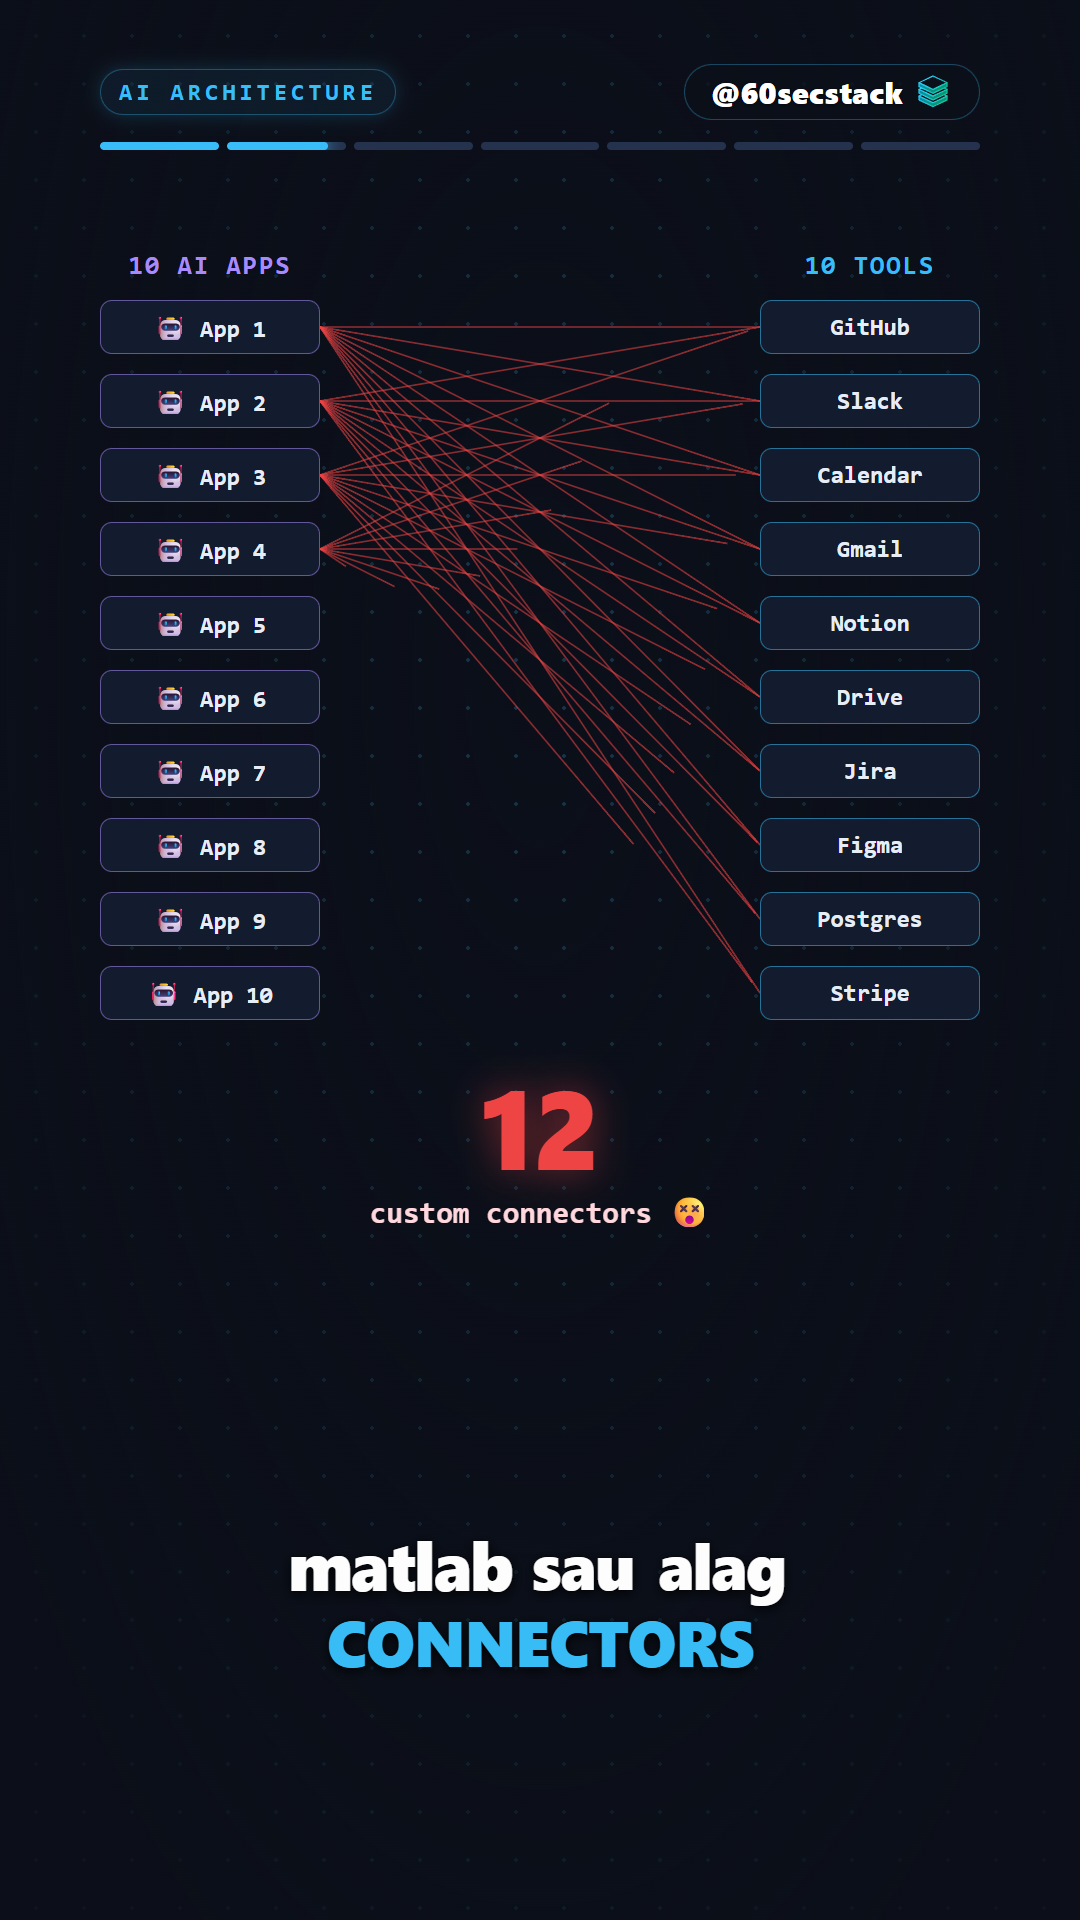 AI ARCHITECTURE
@60secstack
10 AI APPS
10 TOOLS
App 1
GitHub
App 2
Slack
App 3
Calendar
App 4
Gmail
App 5
Notion
App 6
Drive
App 7
Jira
App 8
Figma
App 9
Postgres
App 10
Stripe
12
custom connectors
matlab sau alag
CONNECTORS